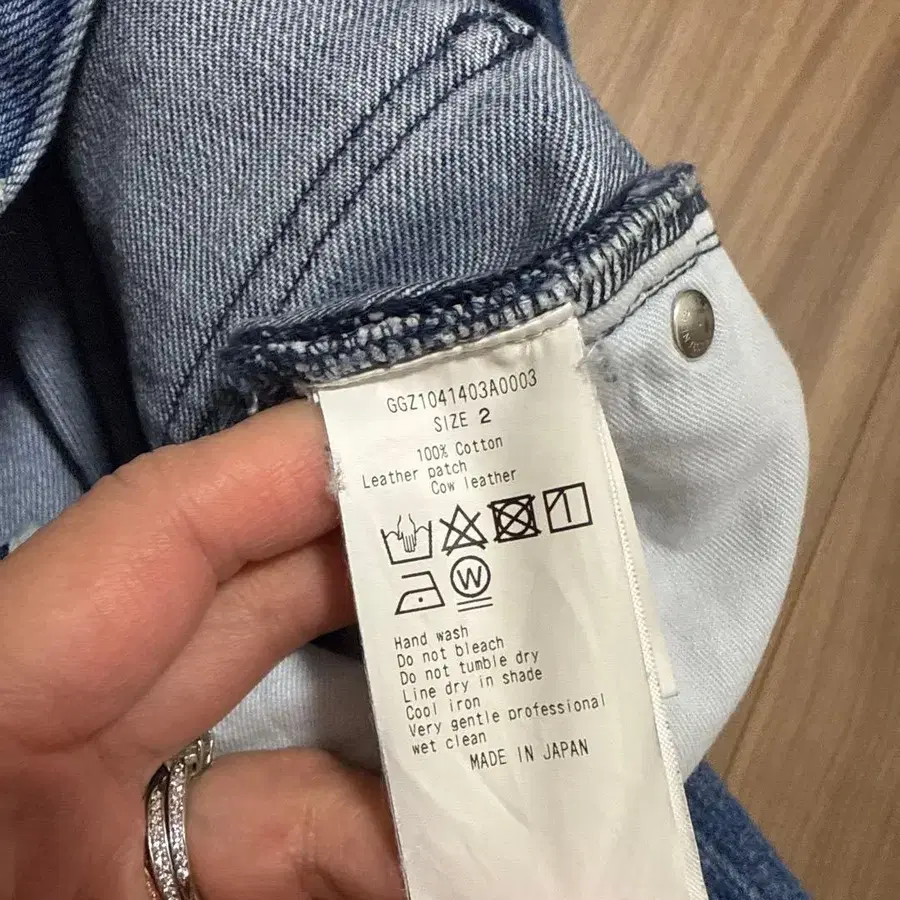 GGZ1041403A0003
SIZE 2
100% Cotton
Leather patch
Cow leather
W
Hand wash
Do not bleach
Do not tumble dry
Line dry in shade
Cool iron
Very gentle professional
wet clean
MADE IN JAPAN